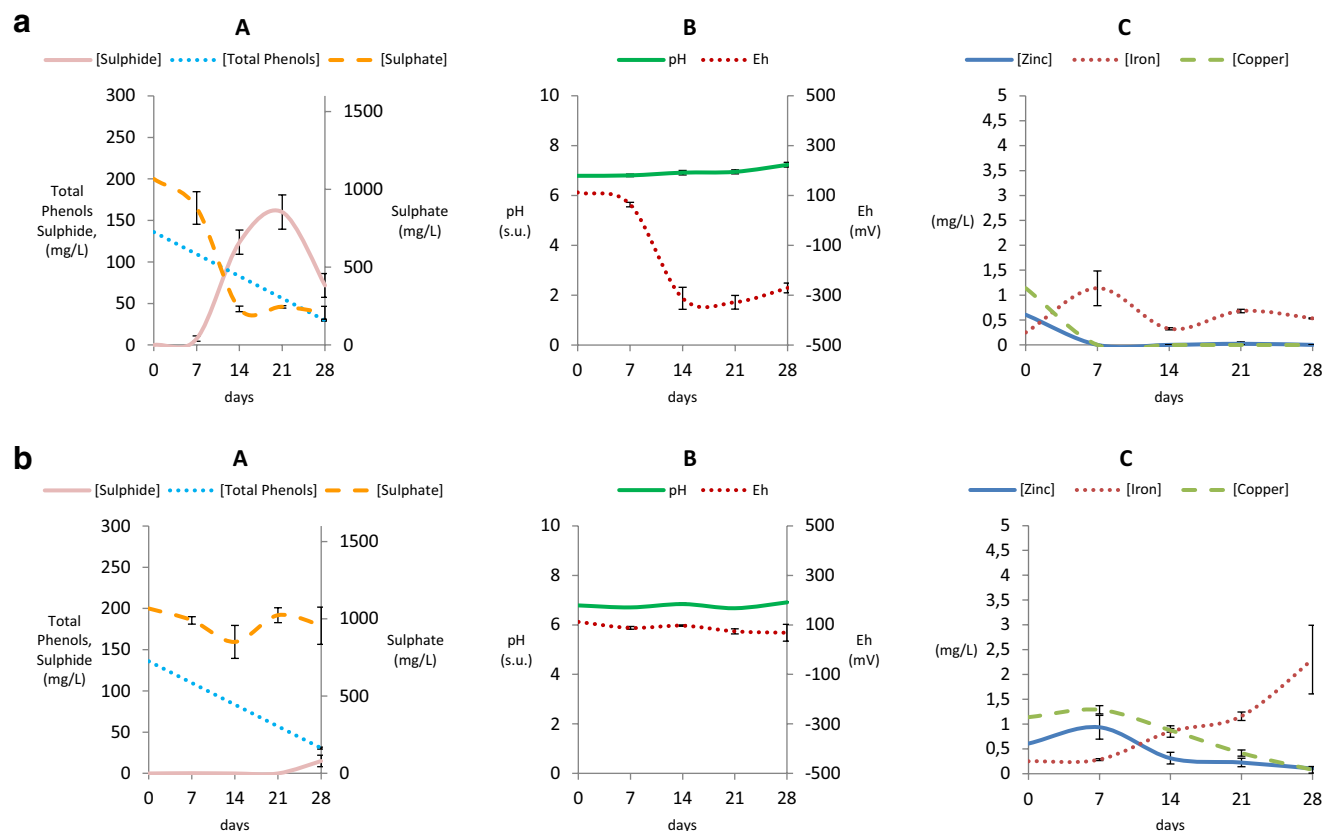 a
A
[Sulphide] [Total Phenols] [Sulphate]
300
250
200
150
100
50
0
Total
Phenols
Sulphide,
(mg/L)
1500
1000
500
0
Sulphate
(mg/L)
0 7 14 21 28
days
B
pH Eh
10
8
6
4
2
0
pH
(s.u.)
500
300
100
-100
-300
-500
Eh
(mV)
0 7 14 21 28
days
C
[Zinc] [Iron] [Copper]
5
4,5
4
3,5
3
2,5
2
1,5
1
0,5
0
(mg/L)
0 7 14 21 28
days
b
A
[Sulphide] [Total Phenols] [Sulphate]
300
250
200
150
100
50
0
Total
Phenols,
Sulphide
(mg/L)
1500
1000
500
0
Sulphate
(mg/L)
0 7 14 21 28
days
B
pH Eh
10
8
6
4
2
0
pH
(s.u.)
500
300
100
-100
-300
-500
Eh
(mV)
0 7 14 21 28
days
C
[Zinc] [Iron] [Copper]
5
4,5
4
3,5
3
2,5
2
1,5
1
0,5
0
(mg/L)
0 7 14 21 28
days